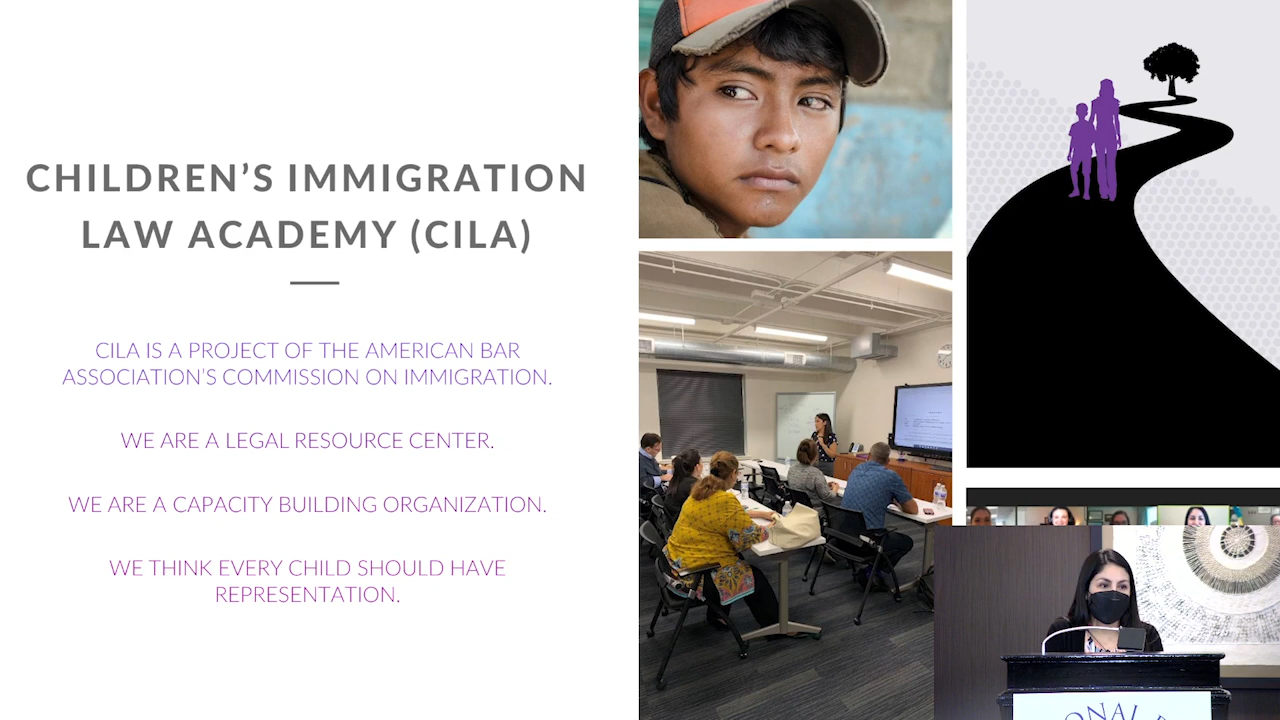 CHILDREN’S IMMIGRATION
LAW ACADEMY (CILA)
CILA IS A PROJECT OF THE AMERICAN BAR
ASSOCIATION’S COMMISSION ON IMMIGRATION.
WE ARE A LEGAL RESOURCE CENTER.
WE ARE A CAPACITY BUILDING ORGANIZATION.
WE THINK EVERY CHILD SHOULD HAVE
REPRESENTATION.